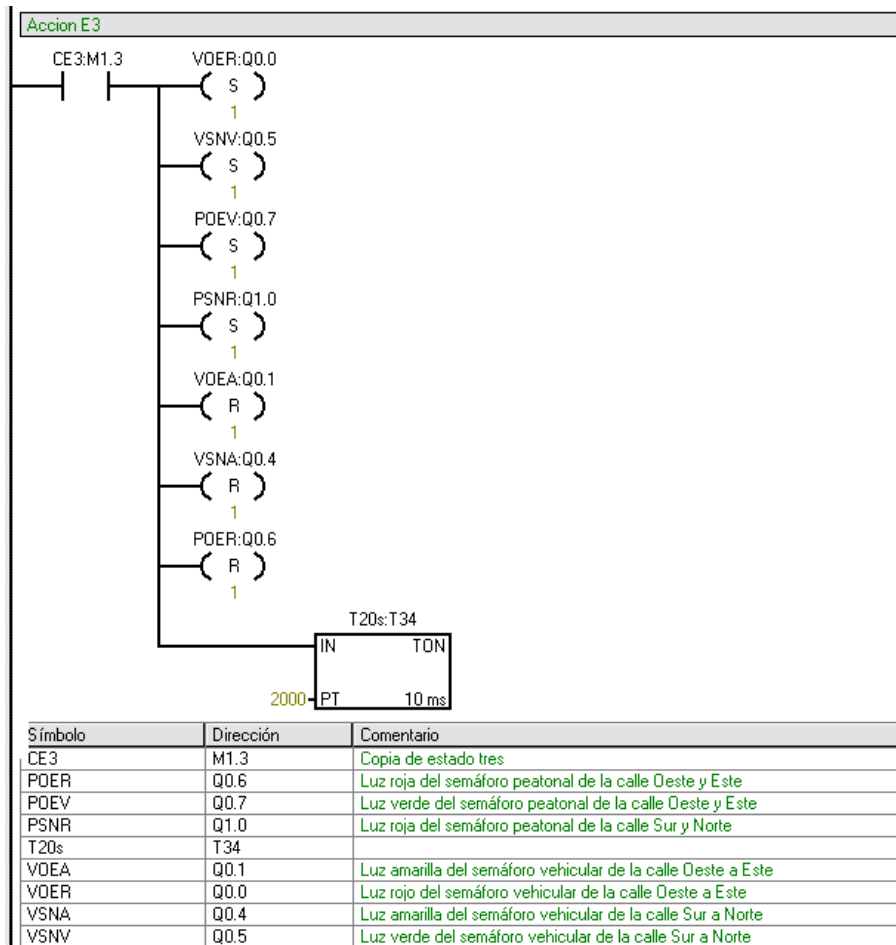 Accion E3
CE3:M1.3 VOER:Q0.0
S
1
VSNV:Q0.5
S
1
POEV:Q0.7
S
1
PSNR:Q1.0
S
1
VOEA:Q0.1
R
1
VSNA:Q0.4
R
1
POER:Q0.6
R
1
T20s:T34
IN TON
2000 PT 10 ms
Símbolo Dirección Comentario
CE3 M1.3 Copia de estado tres
POER Q0.6 Luz roja del semáforo peatonal de la calle Oeste y Este
POEV Q0.7 Luz verde del semáforo peatonal de la calle Oeste y Este
PSNR Q1.0 Luz roja del semáforo peatonal de la calle Sur y Norte
T20s T34
VOEA Q0.1 Luz amarilla del semáforo vehicular de la calle Oeste a Este
VOER Q0.0 Luz rojo del semáforo vehicular de la calle Oeste a Este
VSNA Q0.4 Luz amarilla del semáforo vehicular de la calle Sur a Norte
VSNV Q0.5 Luz verde del semáforo vehicular de la calle Sur a Norte